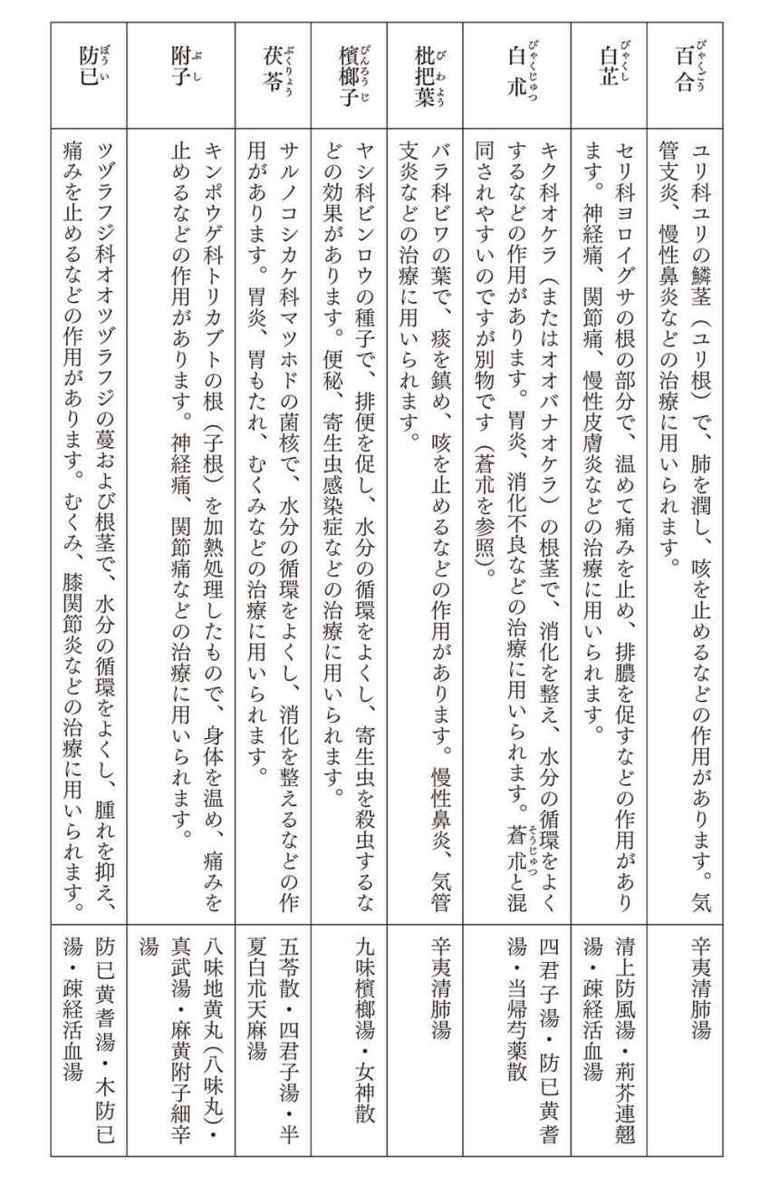 百合
びゃくごう
ユリ科ユリの鱗茎（ユリ根）で、肺を潤し、咳を止めるなどの作用があります。気
管支炎、慢性鼻炎などの治療に用いられます。
辛夷清肺湯
白芷
びゃくし
セリ科ヨロイグサの根の部分で、温めて痛みを止め、排膿を促すなどの作用があり
ます。神経痛、関節痛、慢性皮膚炎などの治療に用いられます。
清上防風湯・荊芥連翹
湯・疎経活血湯
白朮
びゃくじゅつ
キク科オケラ（またはオオバナオケラ）の根茎で、消化を整え、水分の循環をよく
するなどの作用があります。胃炎、消化不良などの治療に用いられます。蒼朮と混
そうじゅつ
同されやすいのですが別物です（蒼朮を参照）。
四君子湯・防已黄耆
湯・当帰芍薬散
枇把葉
びわよう
バラ科ビワの葉で、痰を鎮め、咳を止めるなどの作用があります。慢性鼻炎、気管
支炎などの治療に用いられます。
辛夷清肺湯
檳榔子
びんろうじ
ヤシ科ビンロウの種子で、排便を促し、水分の循環をよくし、寄生虫を殺虫するな
どの効果があります。便秘、寄生虫感染症などの治療に用いられます。
九味檳榔湯・女神散
茯苓
ぶくりょう
サルノコシカケ科マツホドの菌核で、水分の循環をよくし、消化を整えるなどの作
用があります。胃炎、胃もたれ、むくみなどの治療に用いられます。
五苓散・四君子湯・半
夏白朮天麻湯
附子
ぶし
キンポウゲ科トリカブトの根（子根）を加熱処理したもので、身体を温め、痛みを
止めるなどの作用があります。神経痛、関節痛などの治療に用いられます。
八味地黄丸（八味丸）・
真武湯・麻黄附子細辛
湯
防已
ぼうい
ツヅラフジ科オオツヅラフジの蔓および根茎で、水分の循環をよくし、腫れを抑え、
痛みを止めるなどの作用があります。むくみ、膝関節炎などの治療に用いられます。
防已黄耆湯・木防已
湯・疎経活血湯